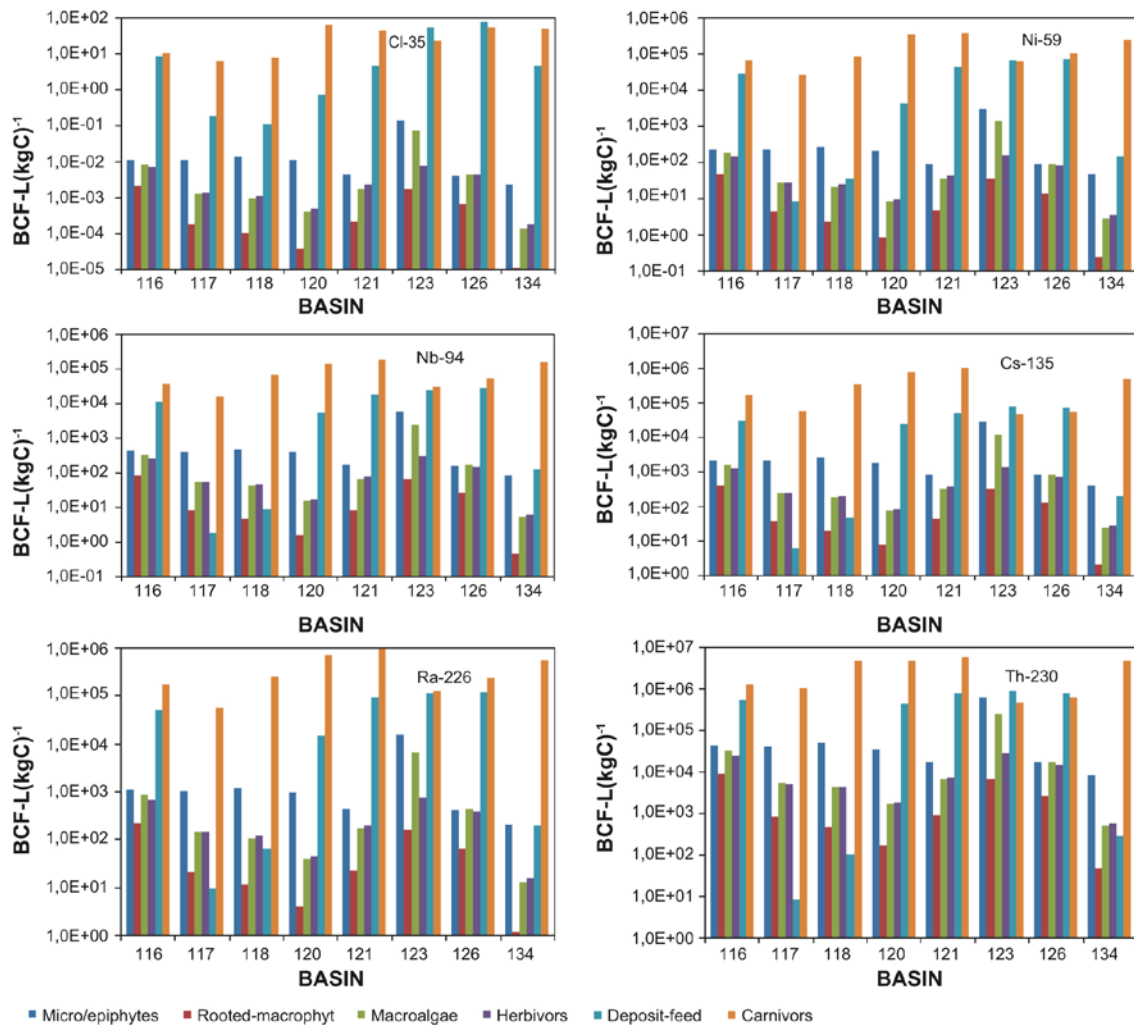 1,0E+02
1,0E+01
1,0E+00
1,0E-01
1,0E-02
1,0E-03
1,0E-04
1,0E-05
BCF-L(kgC)-1
Cl-35
116 117 118 120 121 123 126 134
BASIN
1,0E+06
1,0E+05
1,0E+04
1,0E+03
1,0E+02
1,0E+01
1,0E+00
1,0E-01
BCF-L(kgC)-1
Ni-59
116 117 118 120 121 123 126 134
BASIN
1,0E+06
1,0E+05
1,0E+04
1,0E+03
1,0E+02
1,0E+01
1,0E+00
1,0E-01
BCF-L(kgC)-1
Nb-94
116 117 118 120 121 123 126 134
BASIN
1,0E+07
1,0E+06
1,0E+05
1,0E+04
1,0E+03
1,0E+02
1,0E+01
1,0E+00
BCF-L(kgC)-1
Cs-135
116 117 118 120 121 123 126 134
BASIN
1,0E+06
1,0E+05
1,0E+04
1,0E+03
1,0E+02
1,0E+01
1,0E+00
BCF-L(kgC)-1
Ra-226
116 117 118 120 121 123 126 134
BASIN
1,0E+07
1,0E+06
1,0E+05
1,0E+04
1,0E+03
1,0E+02
1,0E+01
1,0E+00
BCF-L(kgC)-1
Th-230
116 117 118 120 121 123 126 134
BASIN
Micro/epiphytes Rooted-macrophyt Macroalgae Herbivors Deposit-feed Carnivors